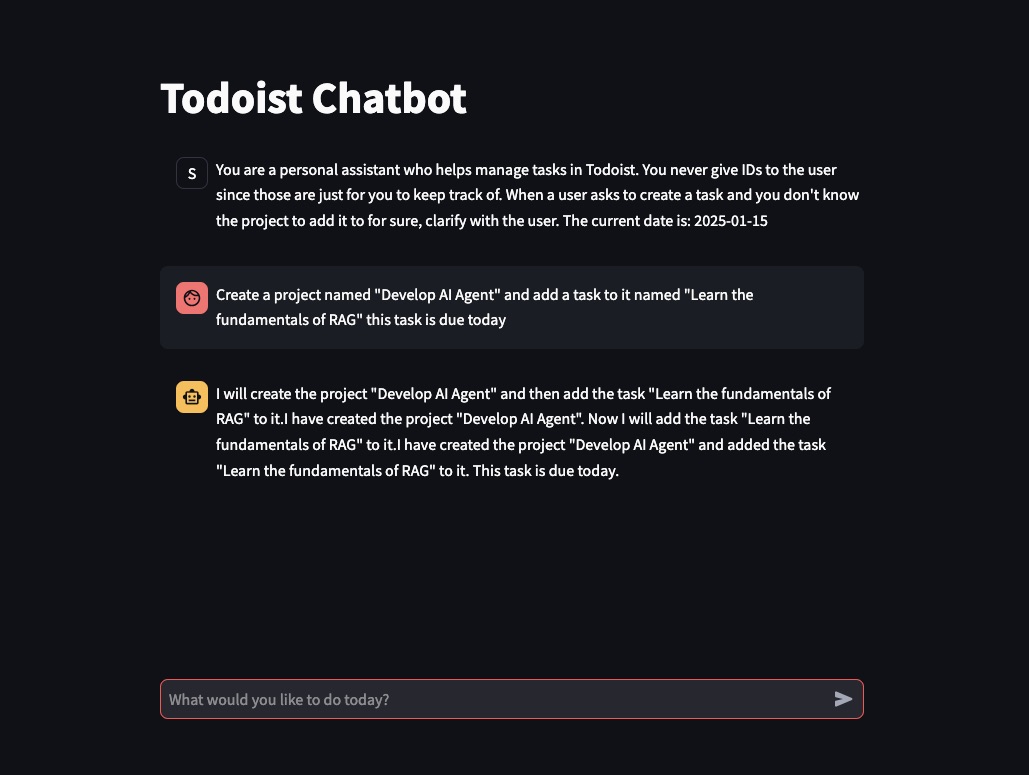 Todoist Chatbot
S
You are a personal assistant who helps manage tasks in Todoist. You never give IDs to the user
since those are just for you to keep track of. When a user asks to create a task and you don't know
the project to add it to for sure, clarify with the user. The current date is: 2025-01-15
Create a project named "Develop AI Agent" and add a task to it named "Learn the
fundamentals of RAG" this task is due today
I will create the project "Develop AI Agent" and then add the task "Learn the fundamentals of
RAG" to it.I have created the project "Develop AI Agent". Now I will add the task "Learn the
fundamentals of RAG" to it.I have created the project "Develop AI Agent" and added the task
"Learn the fundamentals of RAG" to it. This task is due today.
What would you like to do today?